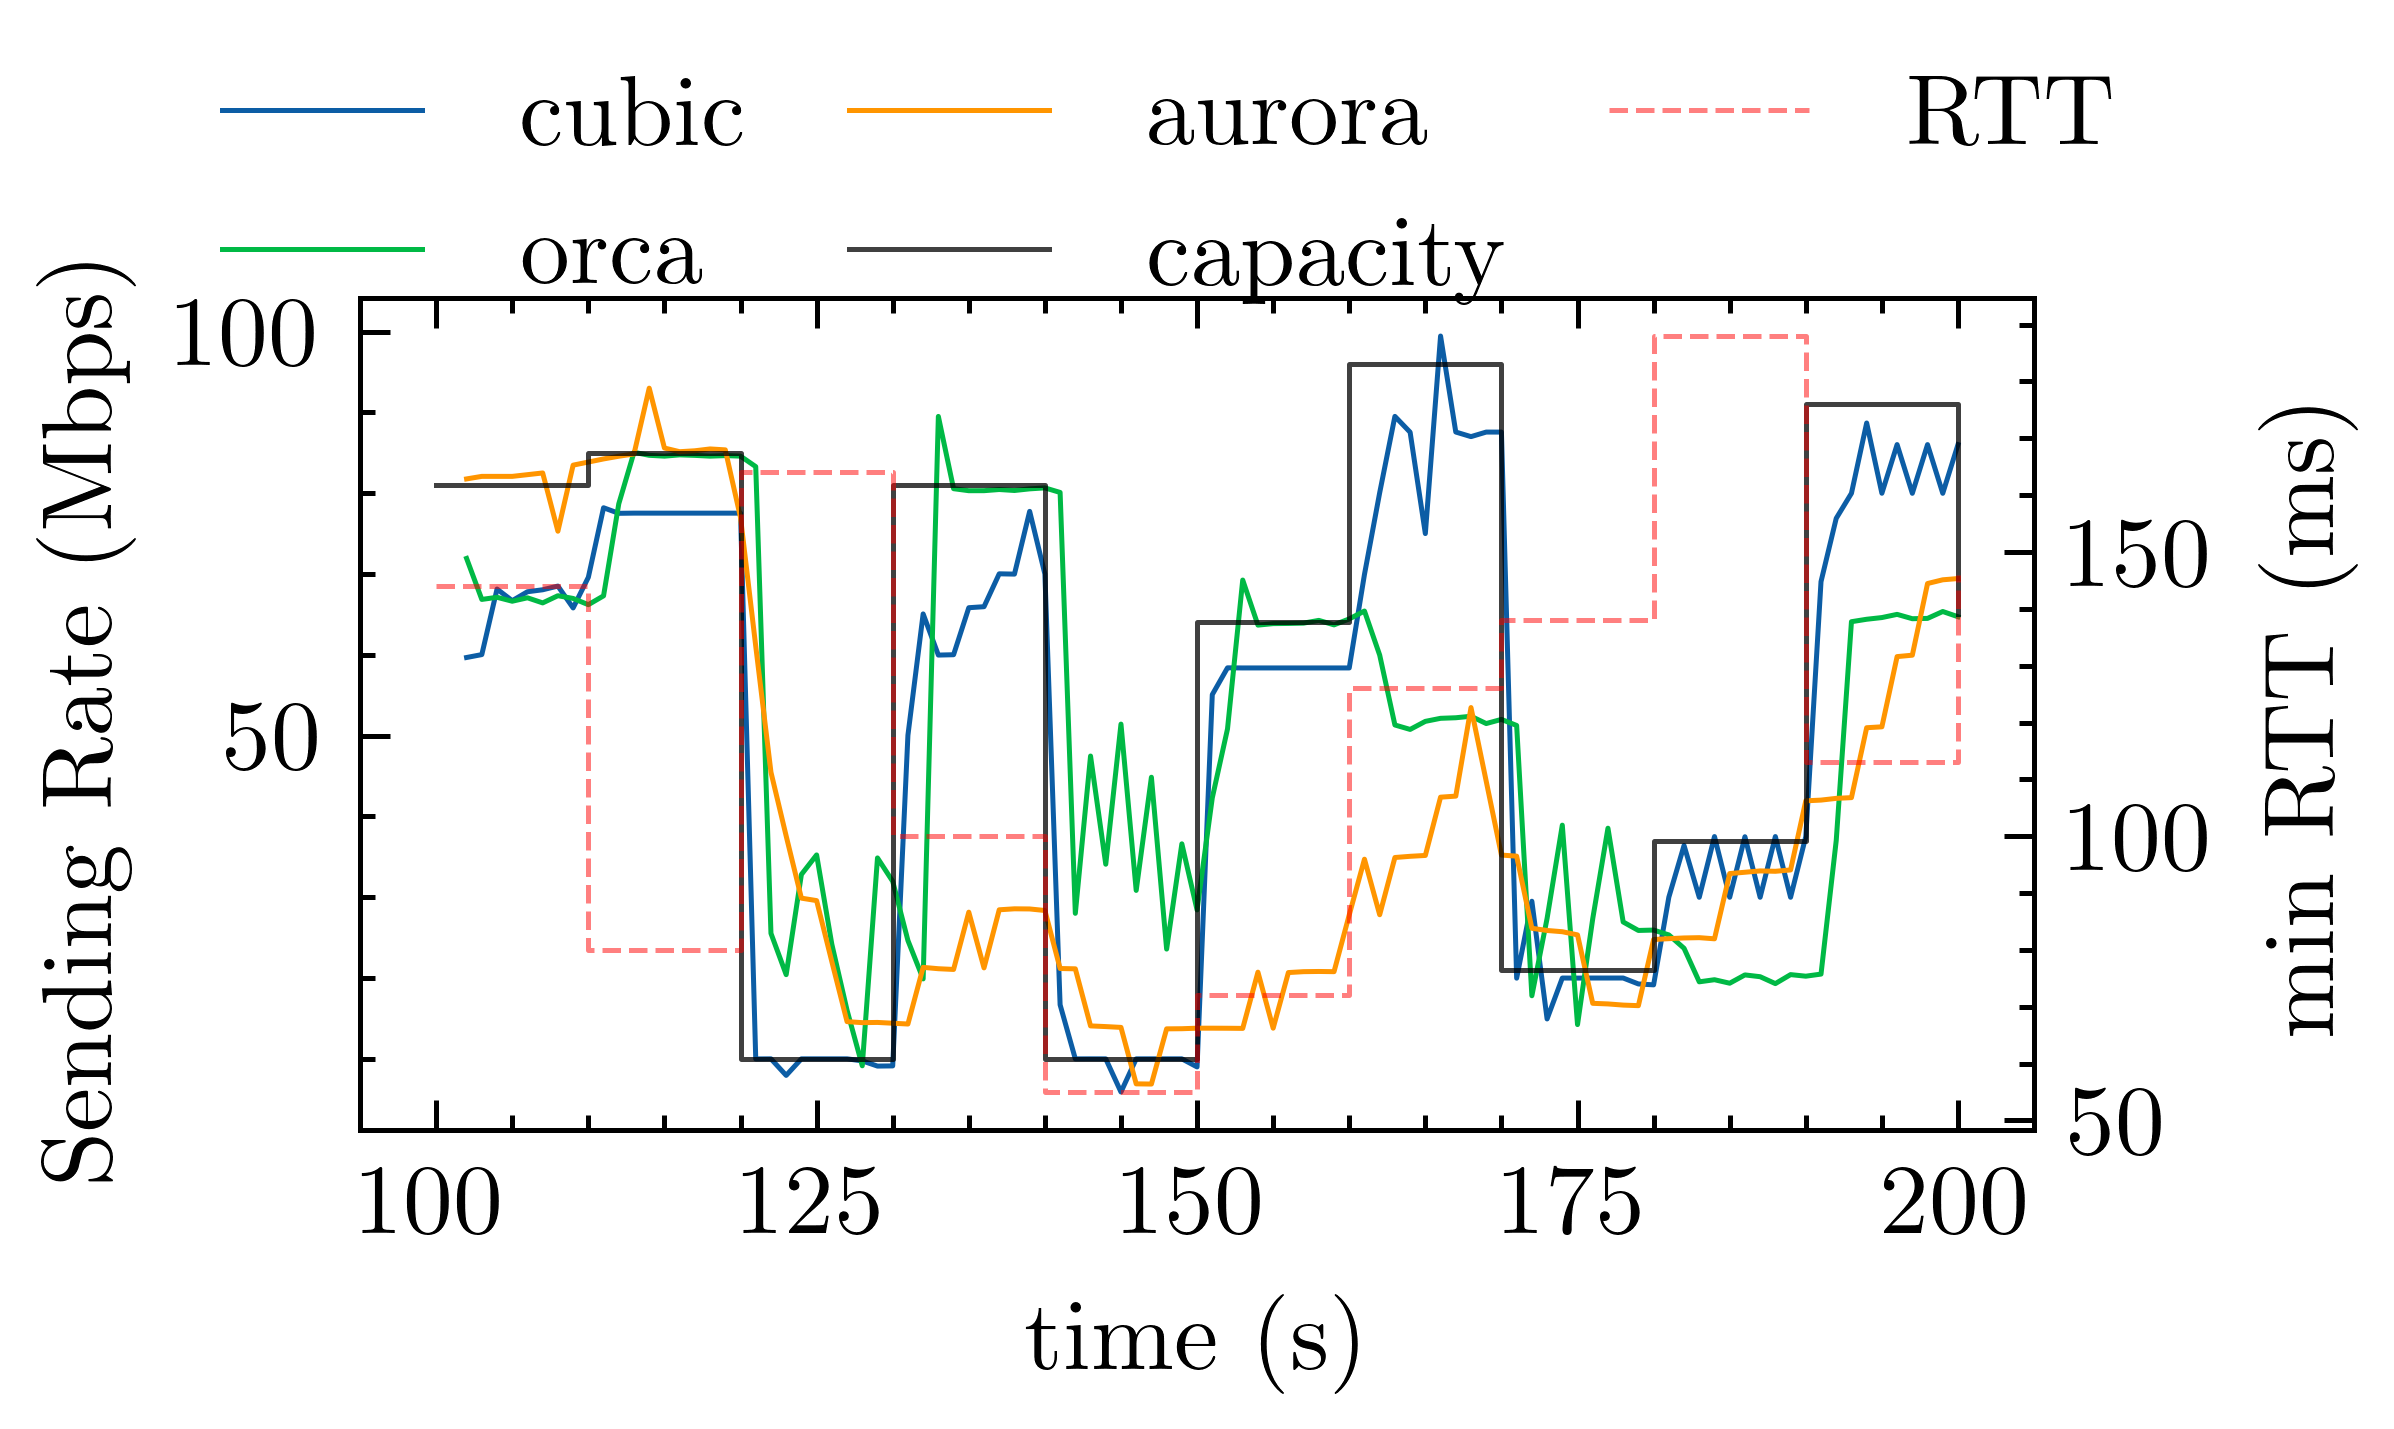 cubic aurora RTT
orca capacity
Sending Rate (Mbps)
100
50
min RTT (ms)
150
100
50
100 125 150 175 200
time (s)